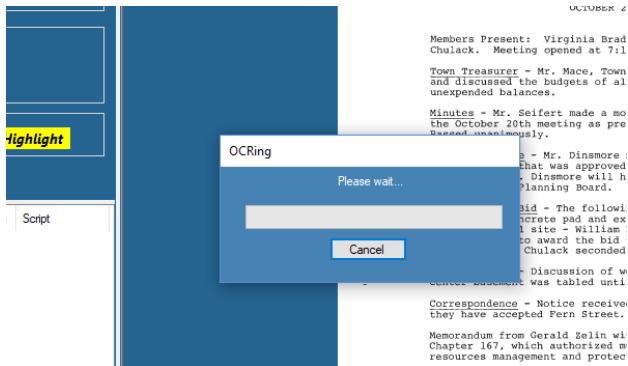 OCTOBER 2
Members Present: Virginia Brad
Chulack. Meeting opened at 7:1
Town Treasurer - Mr. Mace, Town
and discussed the budgets of al
unexpended balances.
Minutes - Mr. Seifert made a mo
the October 20th meeting as pre
Passed unanimously.
Highlight
OCRing
Please wait...
Cancel
- Mr. Dinsmore
that was approved
. Dinsmore will h
Planning Board.
Bid - The followi
ncrete pad and ex
l site - William
to award the bid
Chulack seconded
Script
- Discussion of w
Center Basement was tabled unti
Correspondence - Notice receive
they have accepted Fern Street.
Memorandum from Gerald Zelin wi
Chapter 167, which authorized m
resources management and protec